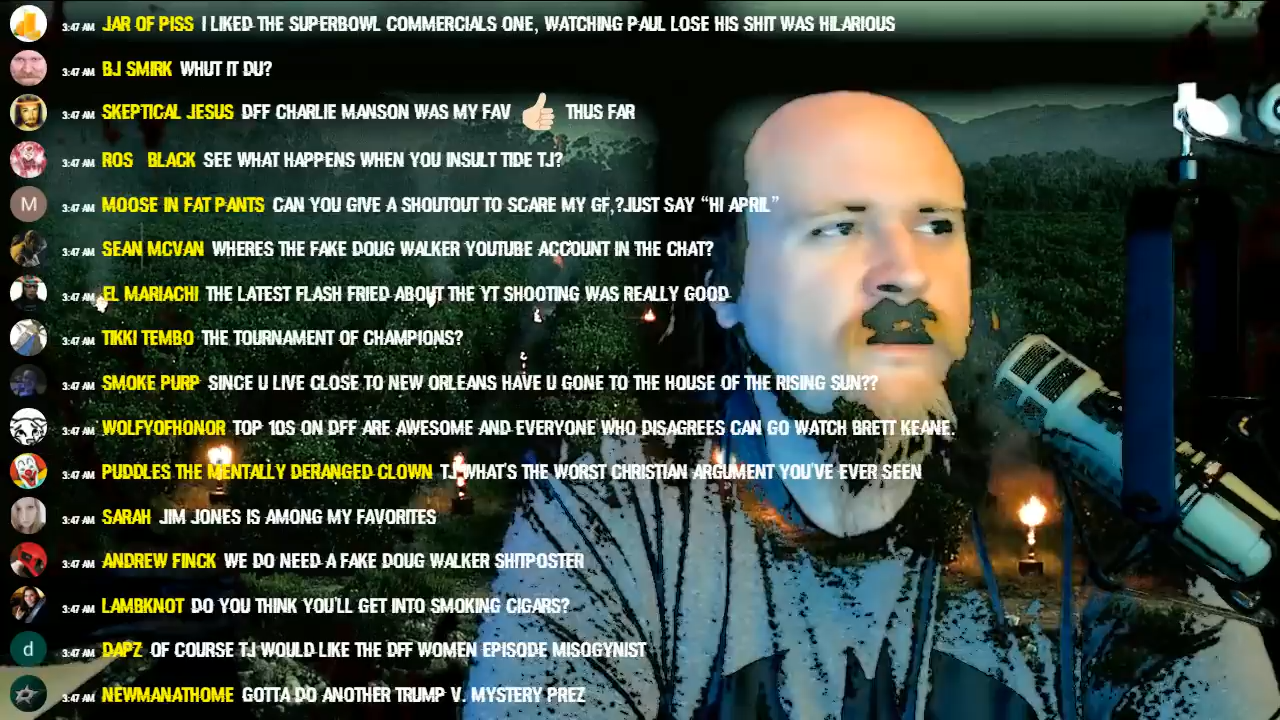 3:47 AM JAR OF PISS I LIKED THE SUPERBOWL COMMERCIALS ONE, WATCHING PAUL LOSE HIS SHIT WAS HILARIOUS
3:47 AM BJ SMIRK WHUT IT DU?
3:47 AM SKEPTICAL JESUS DFF CHARLIE MANSON WAS MY FAV 👍🏻 THUS FAR
3:47 AM ROS BLACK SEE WHAT HAPPENS WHEN YOU INSULT TIDE TJ?
M 3:47 AM MOOSE IN FAT PANTS CAN YOU GIVE A SHOUTOUT TO SCARE MY GF,?JUST SAY “HI APRIL”
3:47 AM SEAN MCVAN WHERES THE FAKE DOUG WALKER YOUTUBE ACCOUNT IN THE CHAT?
3:47 AM EL MARIACHI THE LATEST FLASH FRIED ABOUT THE YT SHOOTING WAS REALLY GOOD
3:47 AM TIKKI TEMBO THE TOURNAMENT OF CHAMPIONS?
3:47 AM SMOKE PURP SINCE U LIVE CLOSE TO NEW ORLEANS HAVE U GONE TO THE HOUSE OF THE RISING SUN??
3:47 AM WOLFYOFHONOR TOP 10S ON DFF ARE AWESOME AND EVERYONE WHO DISAGREES CAN GO WATCH BRETT KEANE.
3:47 AM PUDDLES THE MENTALLY DERANGED CLOWN TJ WHAT'S THE WORST CHRISTIAN ARGUMENT YOU'VE EVER SEEN
3:47 AM SARAH JIM JONES IS AMONG MY FAVORITES
3:47 AM ANDREW FINCK WE DO NEED A FAKE DOUG WALKER SHITPOSTER
3:47 AM LAMBKNOT DO YOU THINK YOU'LL GET INTO SMOKING CIGARS?
d 3:47 AM DAPZ OF COURSE TJ WOULD LIKE THE DFF WOMEN EPISODE MISOGYNIST
3:47 AM NEWMANATHOME GOTTA DO ANOTHER TRUMP V. MYSTERY PREZ